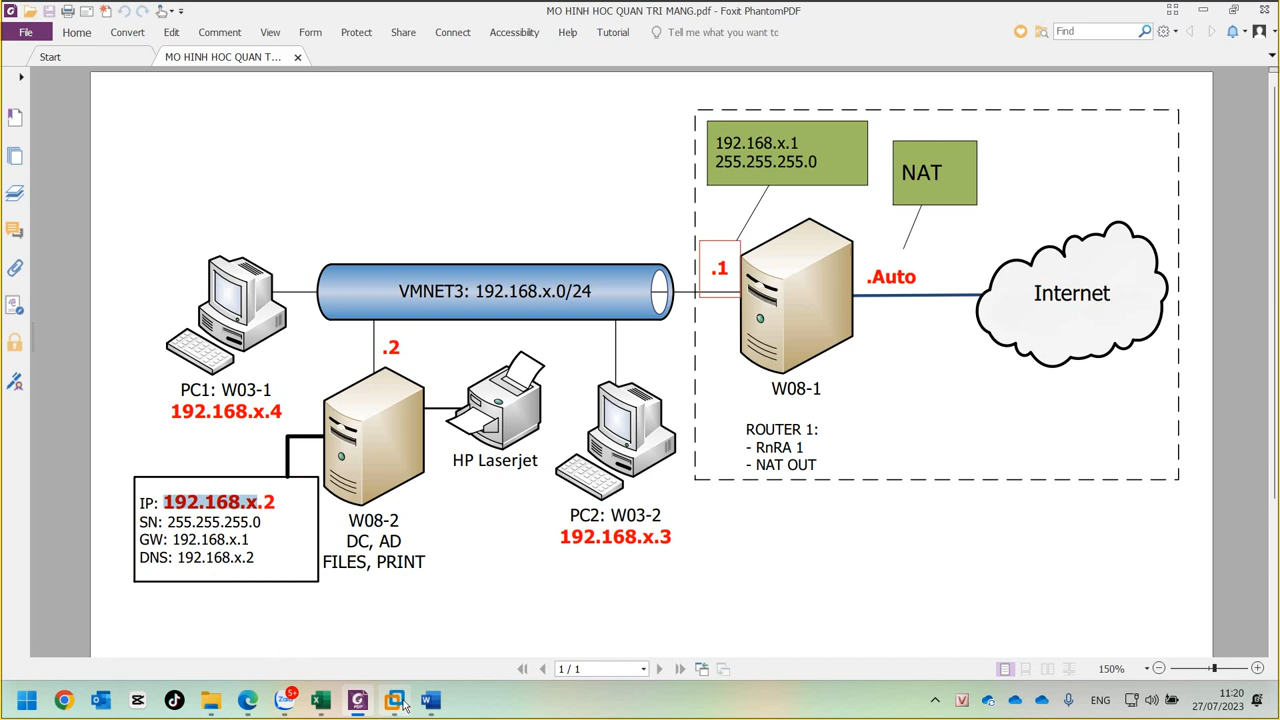 MO HINH HOC QUAN TRI MANG.pdf - Foxit PhantomPDF
File Home Convert Edit Comment View Form Protect Share Connect Accessibility Help Tutorial Tell me what you want to Find
Start MO HINH HOC QUAN T...
192.168.x.1
255.255.255.0
NAT
.1
.Auto
VMNET3: 192.168.x.0/24
Internet
.2
PC1: W03-1
192.168.x.4
W08-1
ROUTER 1:
- RnRA 1
- NAT OUT
HP Laserjet
IP: 192.168.x.2
SN: 255.255.255.0
GW: 192.168.x.1
DNS: 192.168.x.2
W08-2
DC, AD
FILES, PRINT
PC2: W03-2
192.168.x.3
1 / 1
150%
5+
Zalo
ENG
11:20
27/07/2023